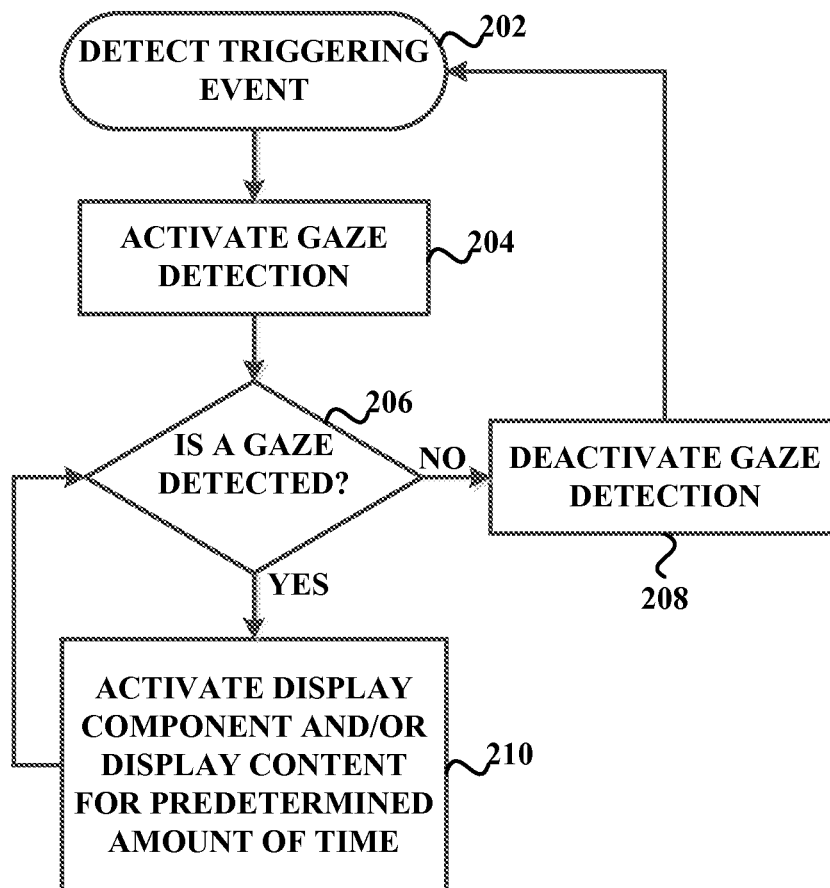 DETECT TRIGGERING
EVENT
202
ACTIVATE GAZE
DETECTION
204
206
IS A GAZE
DETECTED?
NO
DEACTIVATE GAZE
DETECTION
208
YES
ACTIVATE DISPLAY
COMPONENT AND/OR
DISPLAY CONTENT
FOR PREDETERMINED
AMOUNT OF TIME
210